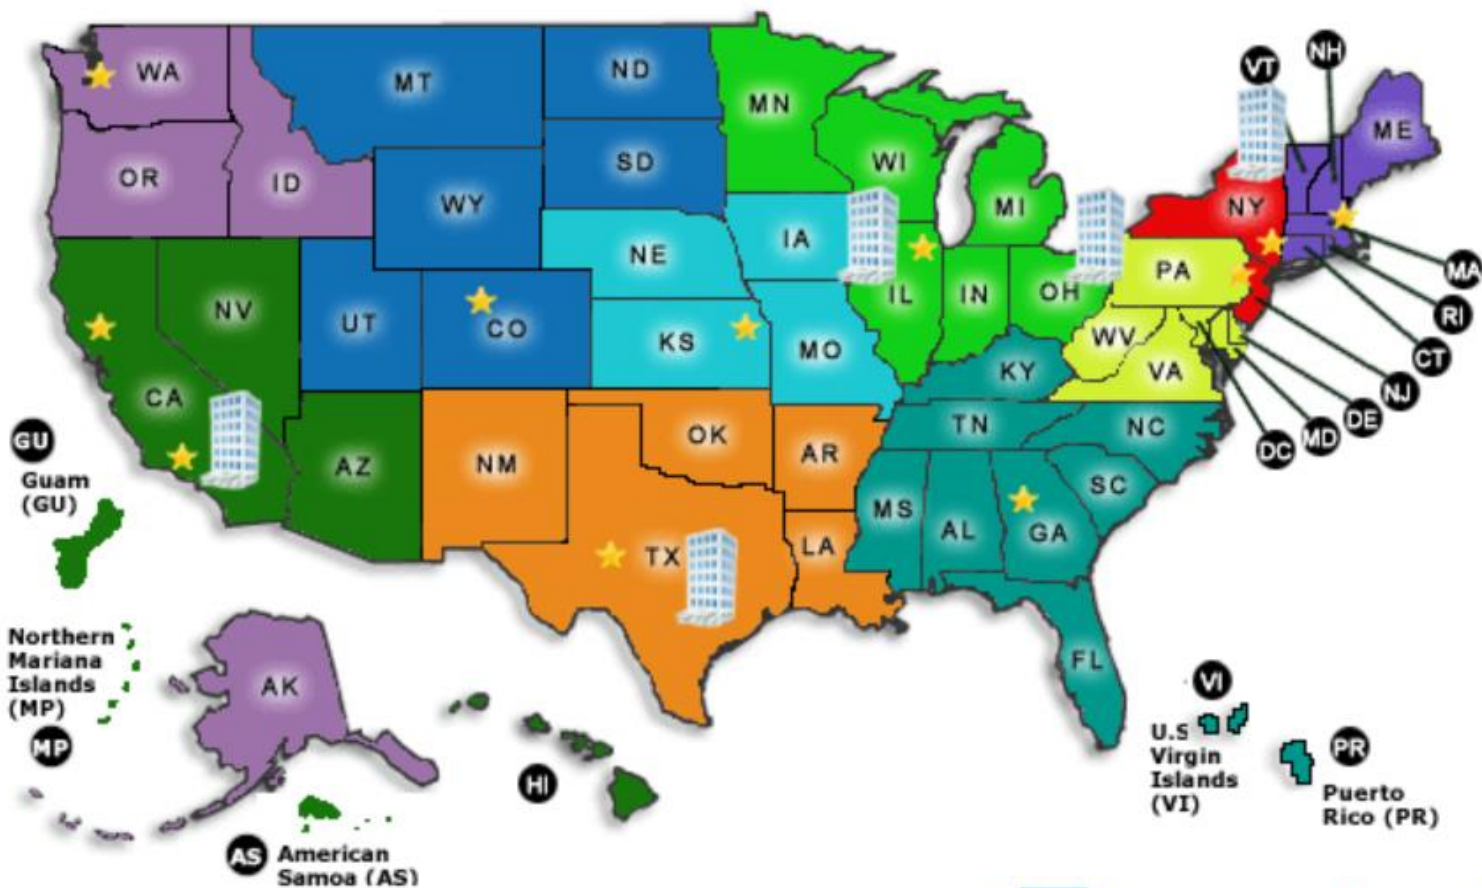 WA
MT
ND
MN
VT
NH
ME
OR
ID
WY
SD
WI
MI
NY
NV
UT
CO
NE
IA
IL
IN
OH
PA
MA
RI
CT
NJ
DE
MD
DC
CA
KS
MO
KY
WV
VA
AZ
NM
OK
AR
TN
NC
TX
LA
MS
AL
GA
SC
FL
GU
Guam
(GU)
Northern
Mariana
Islands
(MP)
MP
AK
AS
American
Samoa (AS)
HI
VI
U.S
Virgin
Islands
(VI)
PR
Puerto
Rico (PR)